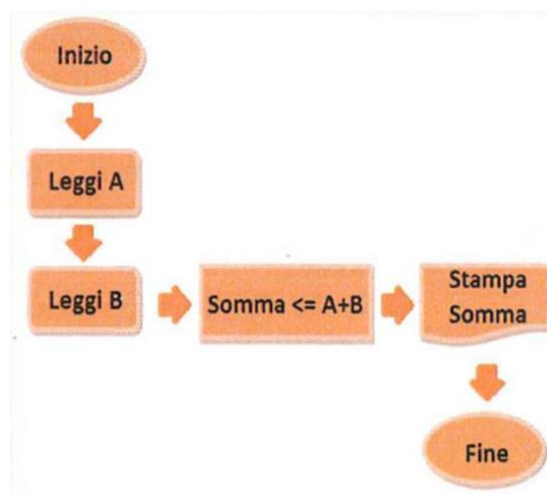 Inizio
Leggi A
Leggi B
Somma <= A+B
Stampa
Somma
Fine